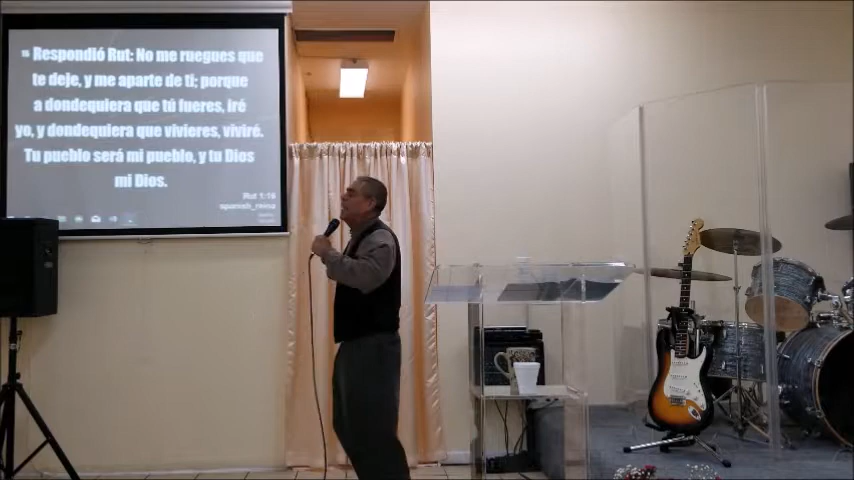 16 Respondió Rut: No me ruegues que
te deje, y me aparte de ti; porque
a dondequiera que tú fueres, iré
yo, y dondequiera que vivieres, viviré.
Tu pueblo será mi pueblo, y tu Dios
mi Dios.
Rut 1:16
spanish_reina